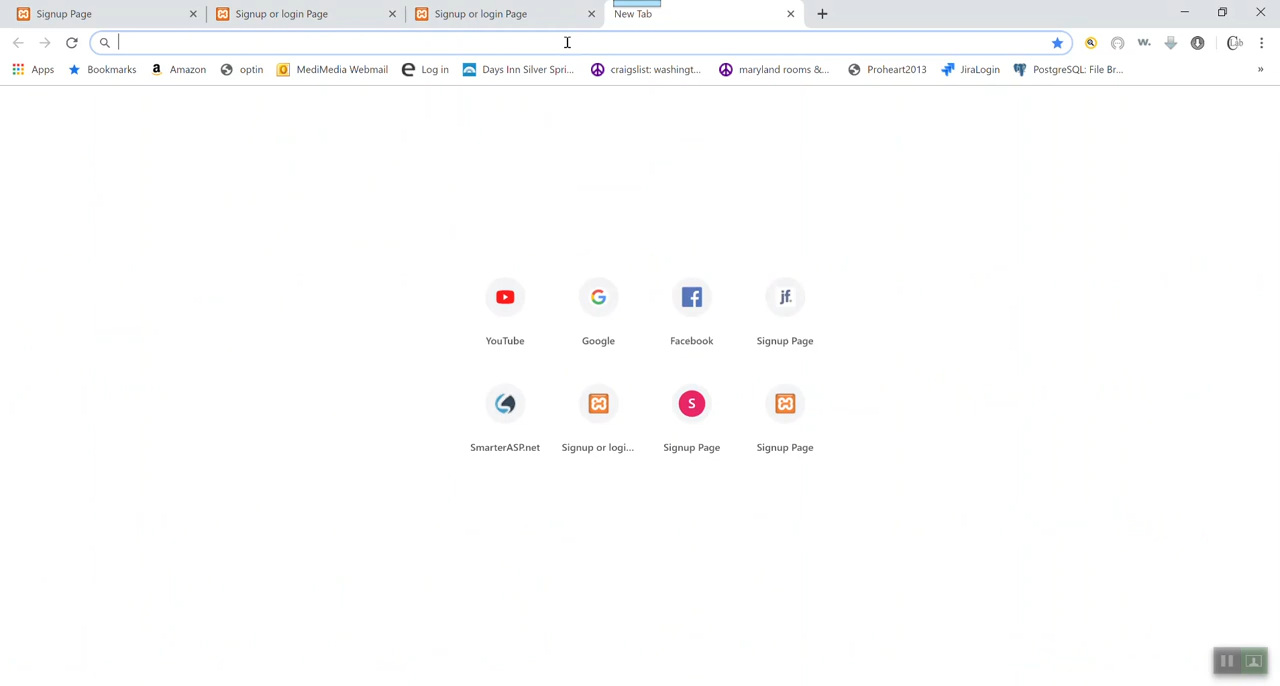 Signup Page
Signup or login Page
Signup or login Page
New Tab
Apps
Bookmarks
Amazon
optin
MediMedia Webmail
Log in
Days Inn Silver Spri...
craigslist: washingt...
maryland rooms &...
Proheart2013
JiraLogin
PostgreSQL: File Br...
YouTube
Google
Facebook
jf.
Signup Page
SmarterASP.net
Signup or logi...
S
Signup Page
Signup Page